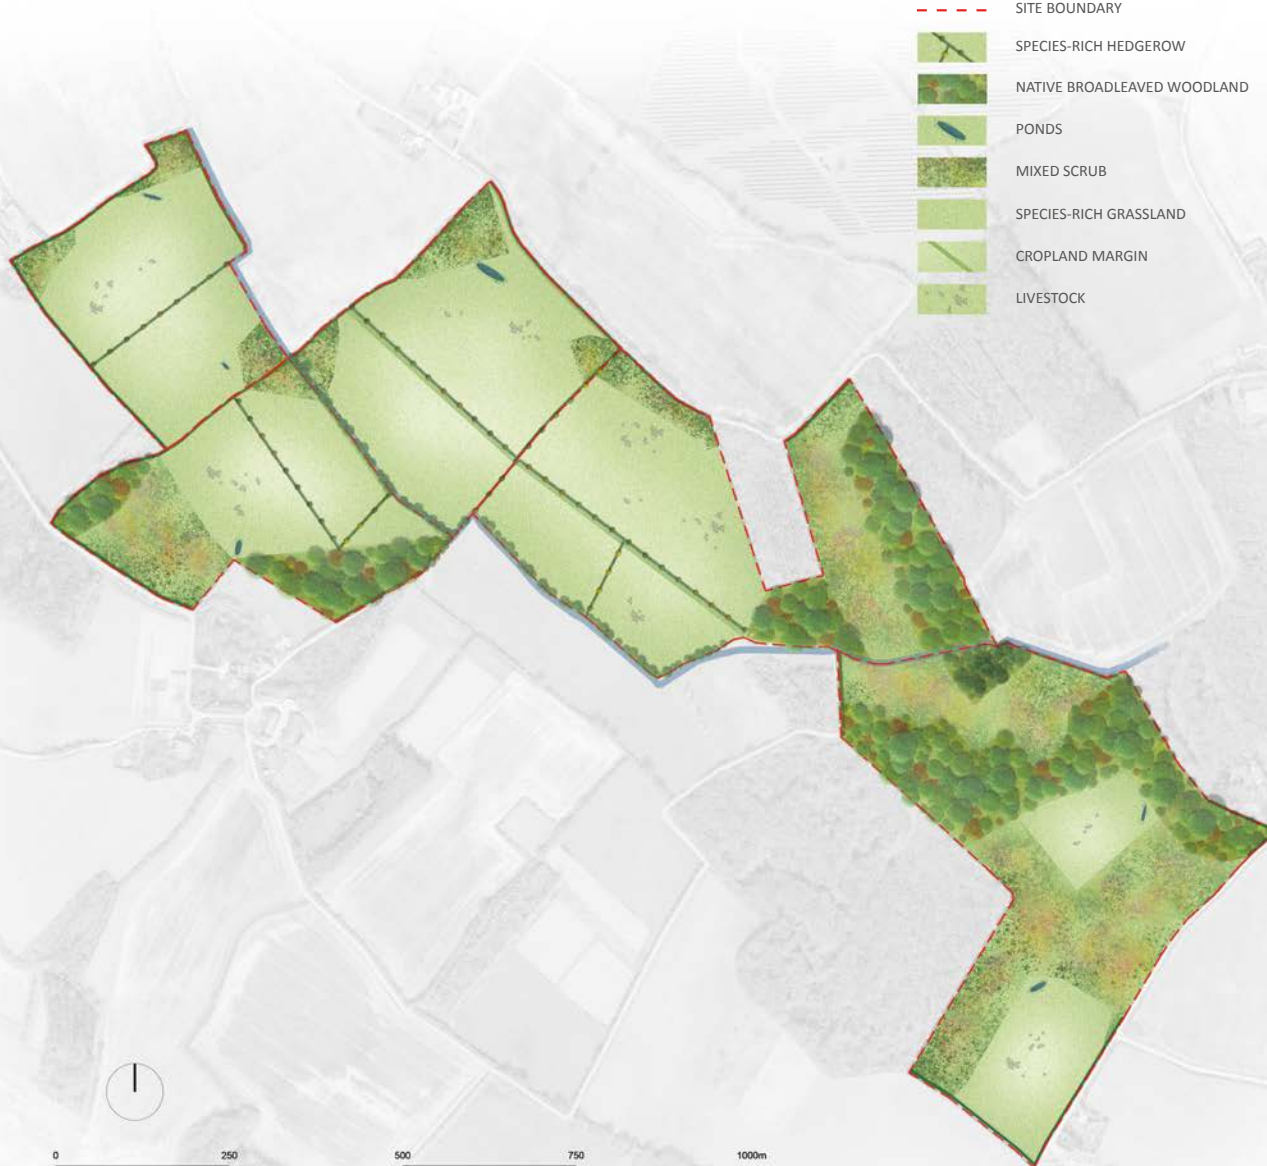 SITE BOUNDARY
SPECIES-RICH HEDGEROW
NATIVE BROADLEAVED WOODLAND
PONDS
MIXED SCRUB
SPECIES-RICH GRASSLAND
CROPLAND MARGIN
LIVESTOCK
0 250 500 750 1000m